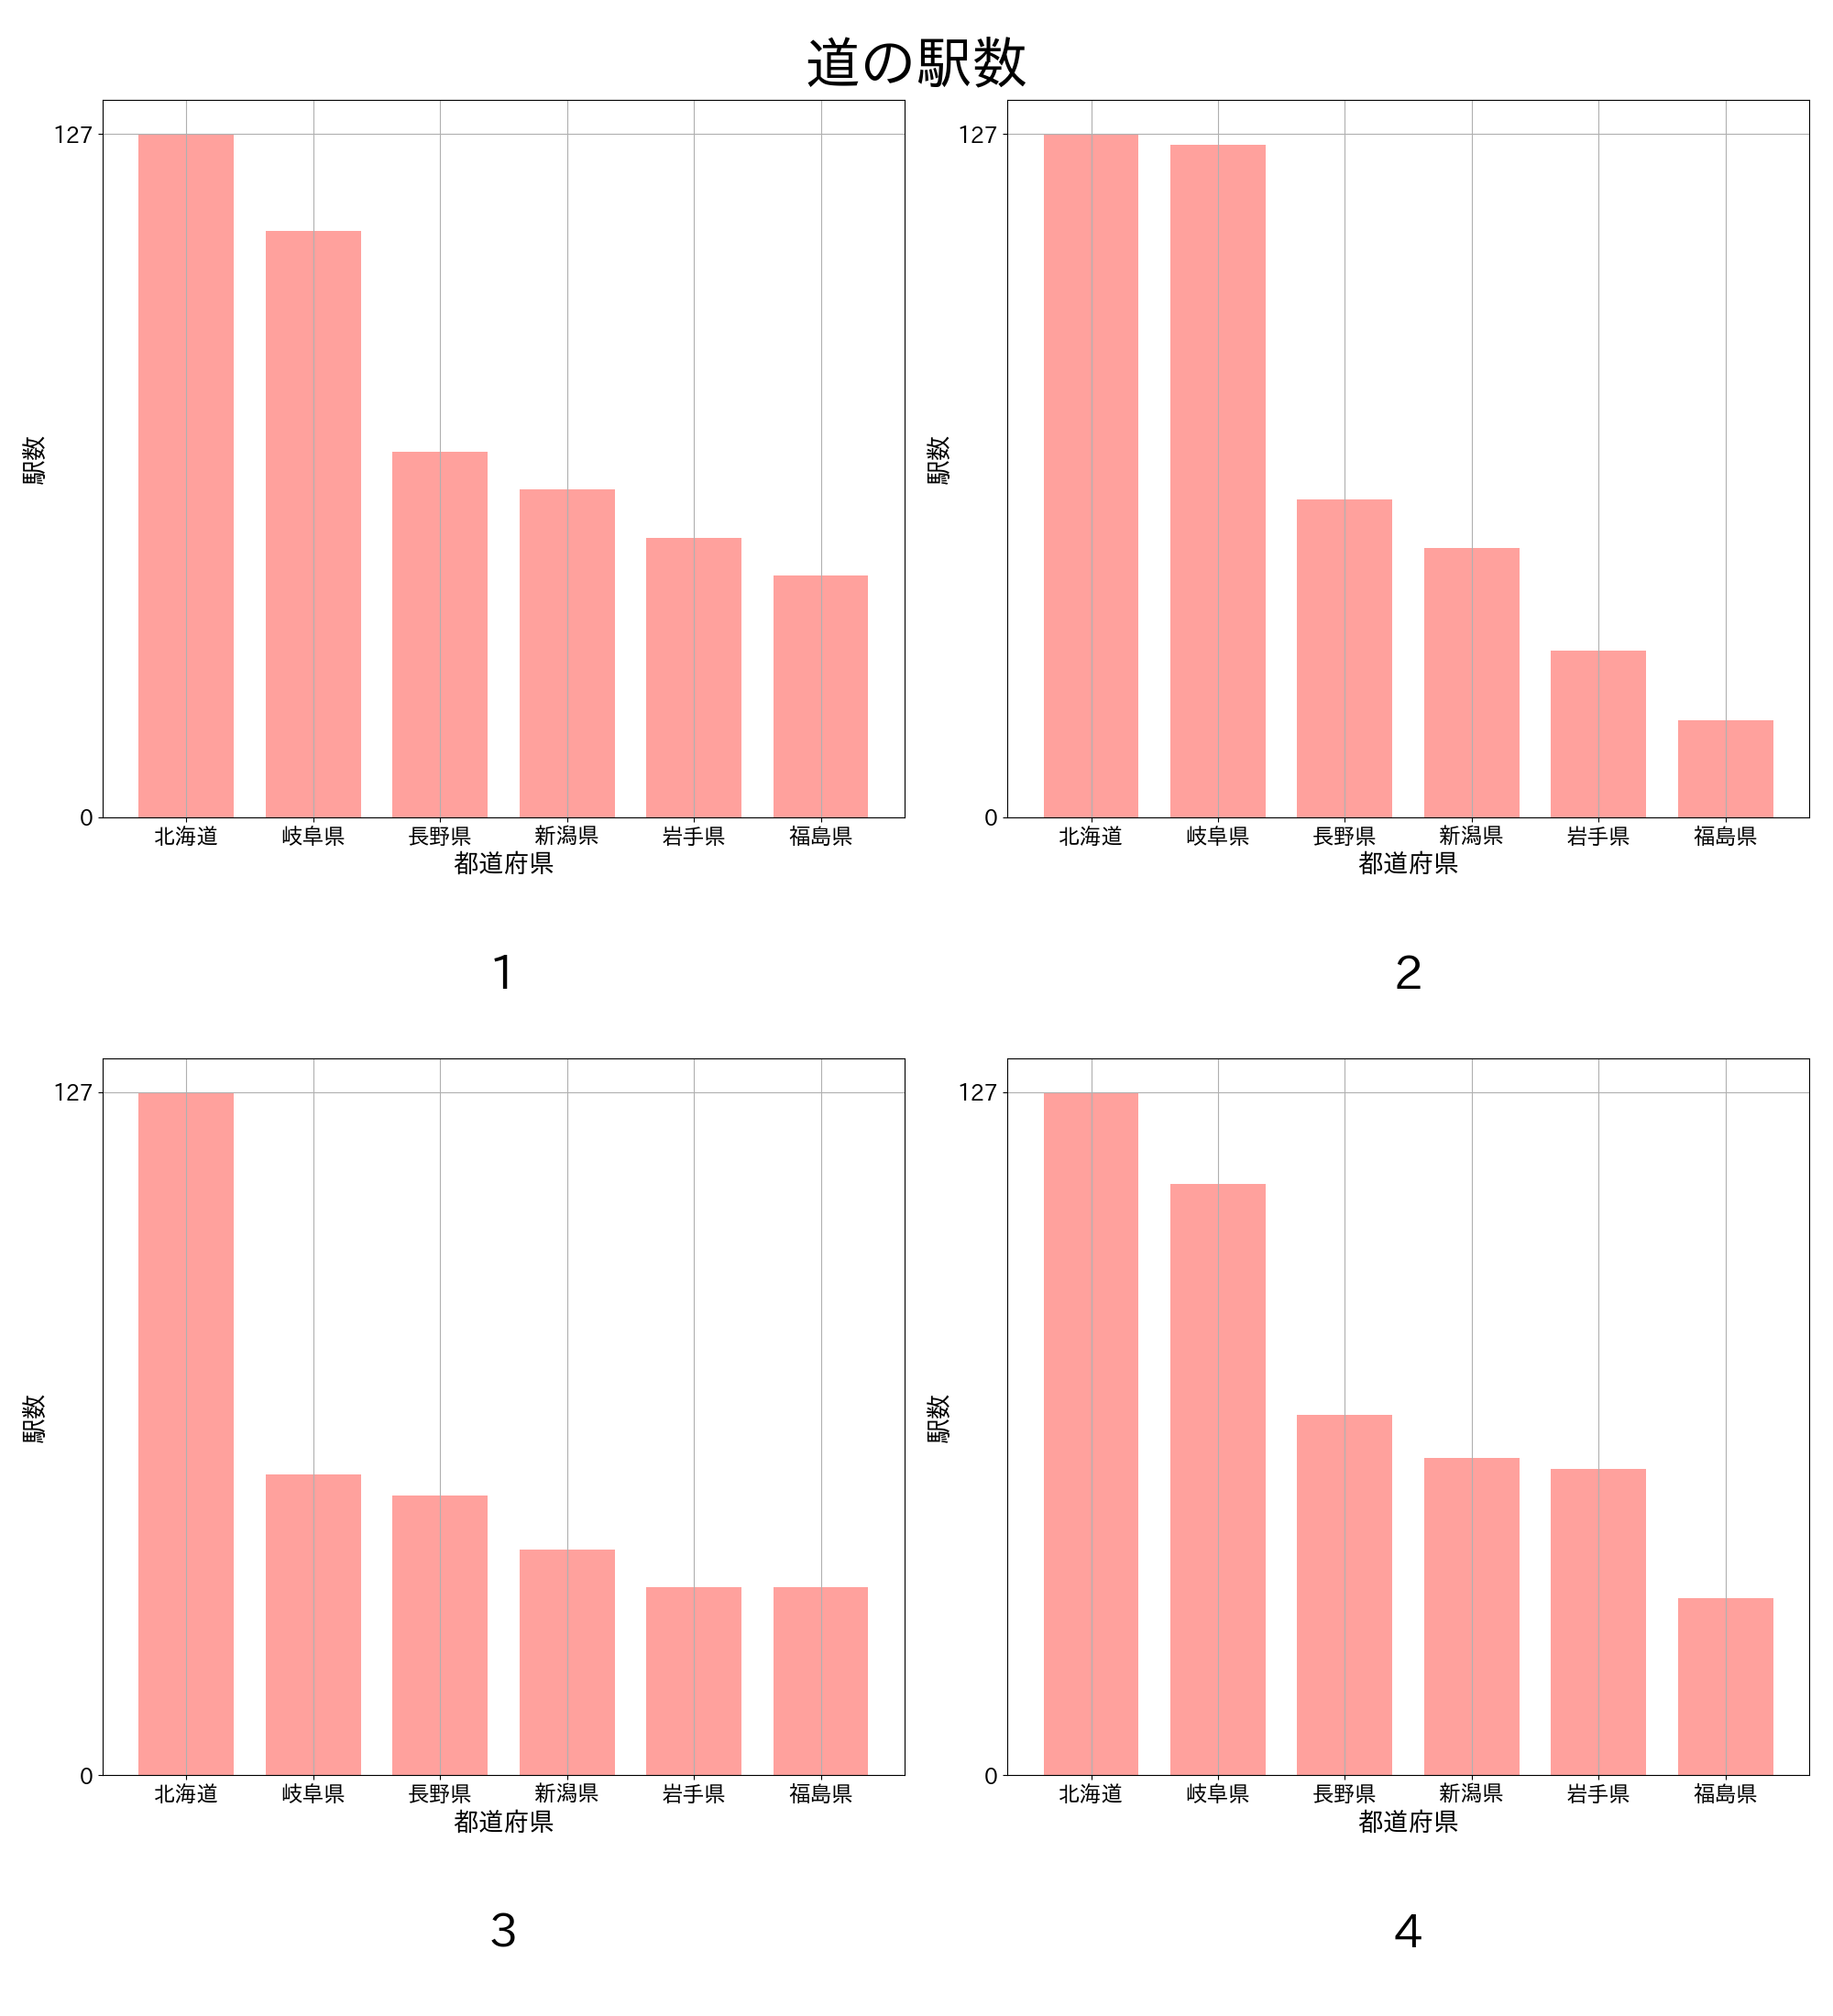 道の駅数
127
0
駅数
北海道 岐阜県 長野県 新潟県 岩手県 福島県
都道府県
1
127
0
駅数
北海道 岐阜県 長野県 新潟県 岩手県 福島県
都道府県
2
127
0
駅数
北海道 岐阜県 長野県 新潟県 岩手県 福島県
都道府県
3
127
0
駅数
北海道 岐阜県 長野県 新潟県 岩手県 福島県
都道府県
4